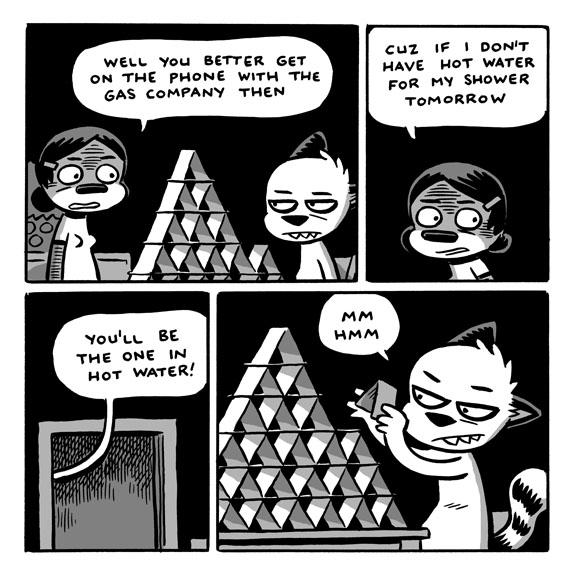 WELL YOU BETTER GET
ON THE PHONE WITH THE
GAS COMPANY THEN
CUZ IF I DON'T
HAVE HOT WATER
FOR MY SHOWER
TOMORROW
YOU'LL BE
THE ONE IN
HOT WATER!
MM
HMM